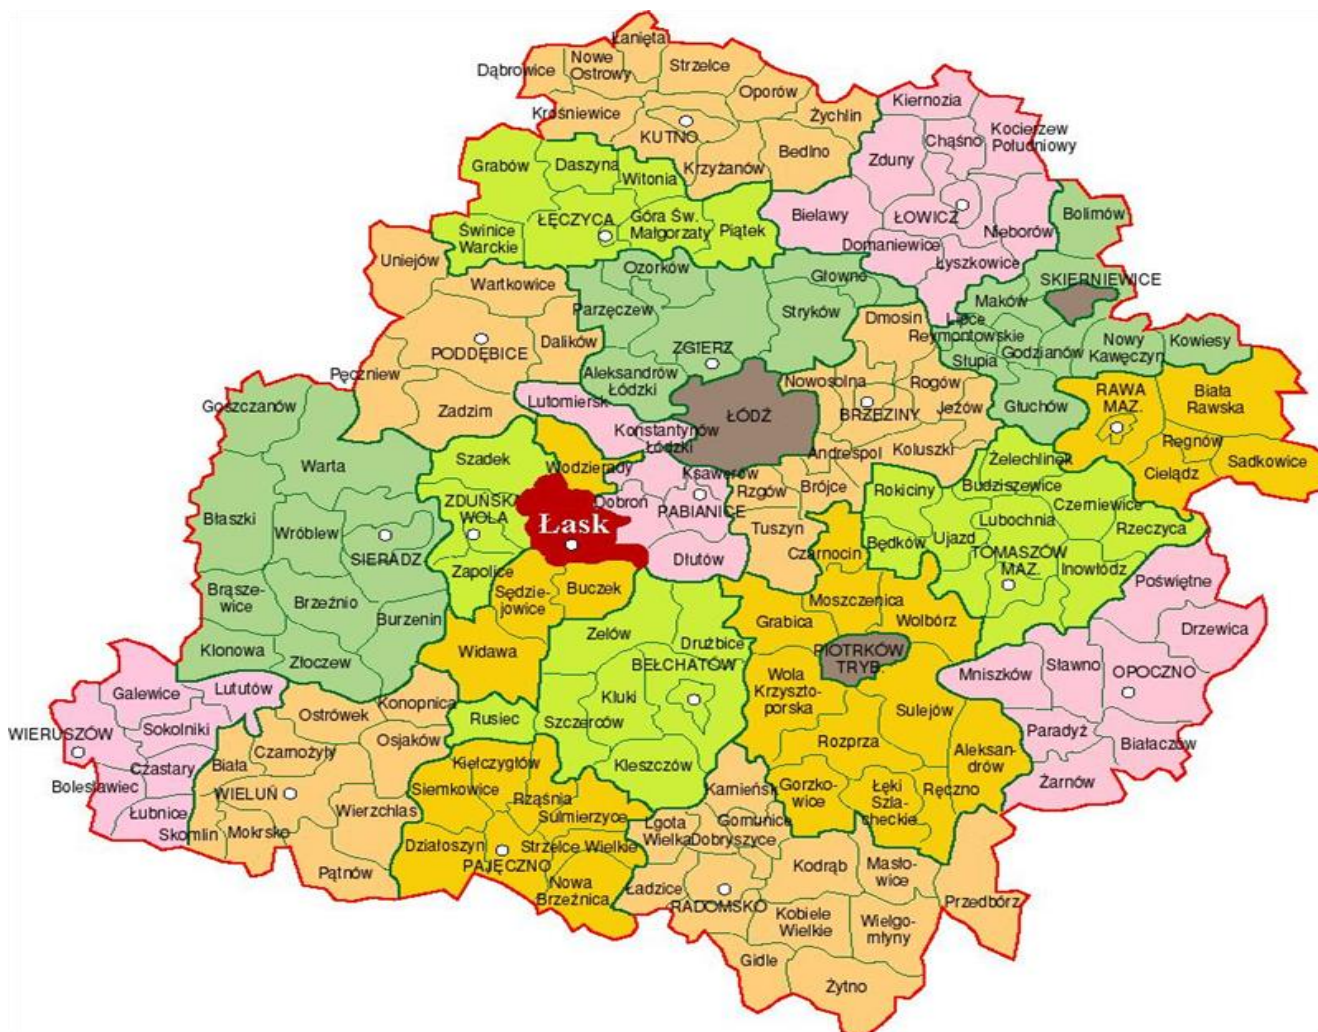 Łanięta
Dąbrowice
Nowe
Ostrowy
Strzelce
Oporów
Krośniewice
Żychlin
KUTNO
Krzyżanów
Bedlno
Kiernozia
Chąśno
Kocierzew
Południowy
Zduny
Bielawy
ŁOWICZ
Nieborów
Domaniewice
Łyszkowice
Grabów
Daszyna
Witonia
ŁĘCZYCA
Góra Św.
Małgorzaty
Piątek
Świnice
Warckie
Bolimów
SKIERNIEWICE
Maków
Lipce
Reymontowskie
Słupia
Godzianów
Nowy
Kawęczyn
Kowiesy
Głuchów
Uniejów
Wartkowice
Dalików
PODDĘBICE
Pęczniew
Zadzim
Ozorków
Głowno
Parzęczew
Stryków
ZGIERZ
Aleksandrów
Łódzki
Dmosin
Nowosolna
Rogów
BRZEZINY
Jeżów
Koluszki
Andrespol
Brójce
Rzgów
Tuszyn
ŁÓDŹ
Lutomiersk
Konstantynów
Łódzki
Ksawerów
Dobroń
PABIANICE
Dłutów
RAWA
MAZ.
Biała
Rawska
Regnów
Cielądz
Sadkowice
Goszczanów
Warta
Błaszki
Wróblew
SIERADZ
Brąsze-
wice
Brzeźnio
Burzenin
Klonowa
Złoczew
Szadek
ZDUŃSKA
WOLA
Zapolice
Wodzierady
Łask
Sędzie-
jowice
Buczek
Widawa
Żelechlinek
Budziszewice
Rokiciny
Czerniewice
Lubochnia
Rzeczyca
Będków
Ujazd
TOMASZÓW
MAZ.
Inowłódz
Czarnocin
Moszczenica
Grabica
Wolbórz
PIOTRKÓW
TRYB.
Wola
Krzyszto-
porska
Sulejów
Rozprza
Aleksan-
drów
Gorzko-
wice
Łęki
Szla-
checkie
Ręczno
Poświętne
Drzewica
Mniszków
Sławno
OPOCZNO
Paradyż
Białaczów
Żarnów
Zelów
Drużbice
BEŁCHATÓW
Kluki
Szczerców
Rusiec
Kleszczów
Galewice
Lututów
Sokolniki
WIERUSZÓW
Czastary
Bolesławiec
Łubnice
Konopnica
Ostrówek
Czarnożyły
Osjaków
Biała
WIELUŃ
Wierzchlas
Skomlin
Mokrsko
Pątnów
Kiełczygłów
Siemkowice
Rząśnia
Sulmierzyce
Działoszyn
PAJĘCZNO
Strzelce Wielkie
Nowa
Brzeźnica
Kamieńsk
Gomunice
Lgota
Wielka
Dobryszyce
Kodrąb
Masło-
wice
Ładzice
RADOMSKO
Kobiele
Wielkie
Wielgo-
młyny
Przedbórz
Gidle
Żytno